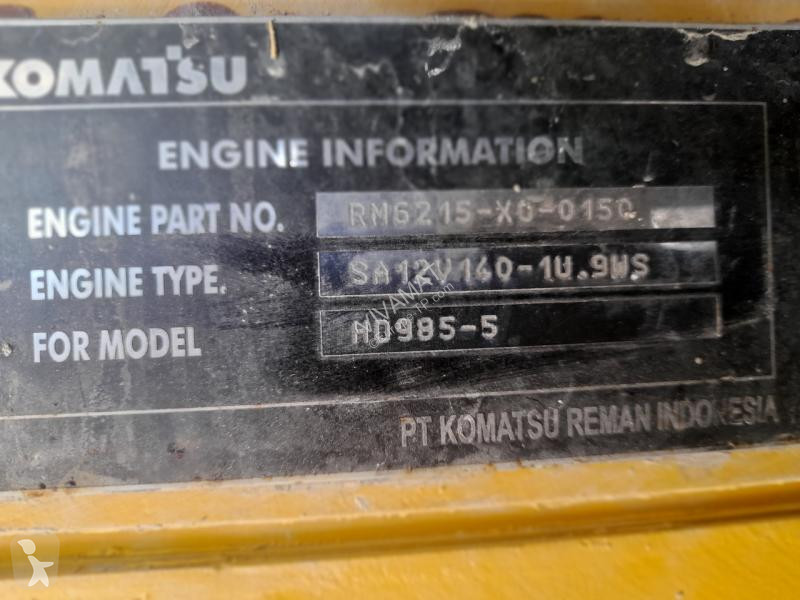 KOMATSU
ENGINE INFORMATION
ENGINE PART NO. RM6215-X0-0150
ENGINE TYPE. SA12V140-1U.9WS
FOR MODEL HD985-5
PT KOMATSU REMAN INDONESIA